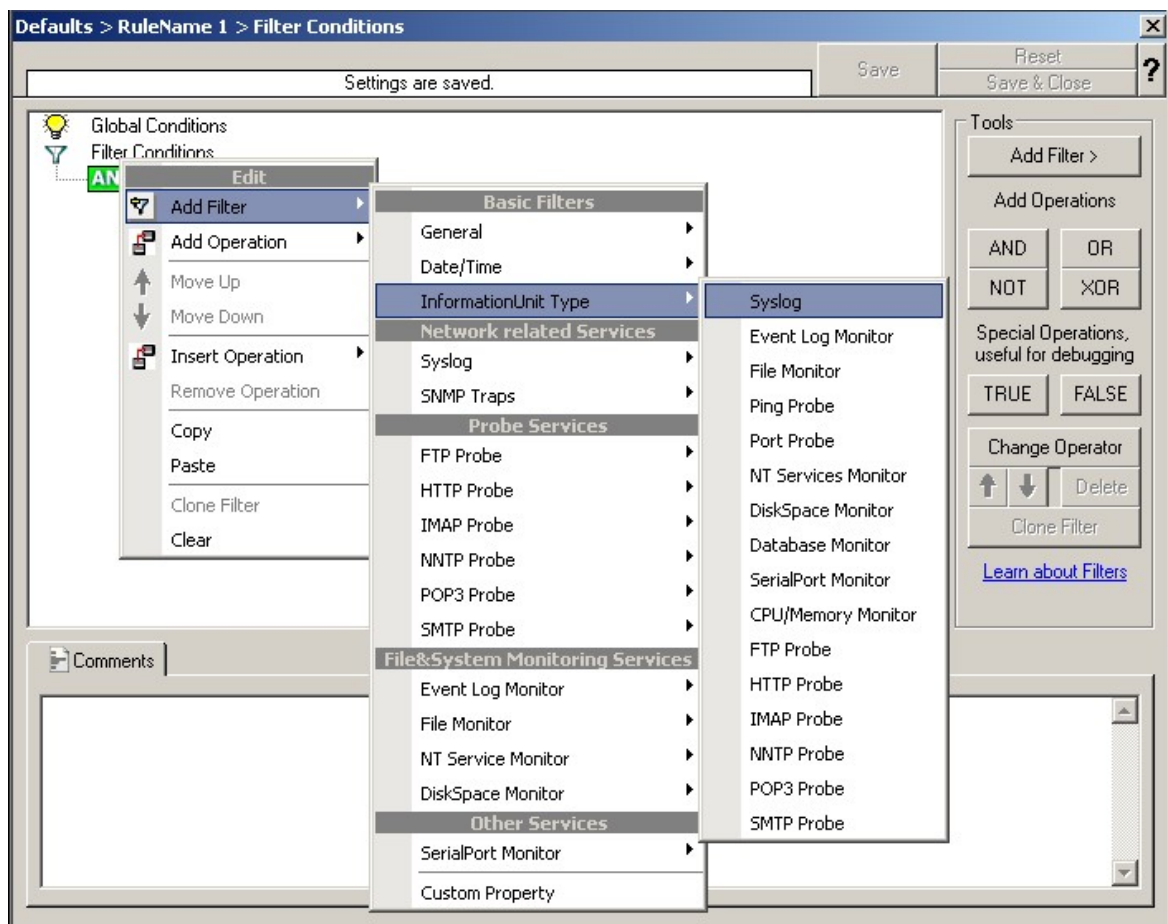 Defaults > RuleName 1 > Filter Conditions
Settings are saved.
Save
Reset
Save & Close
?
Global Conditions
Filter Conditions
AN
Edit
Add Filter
Add Operation
Move Up
Move Down
Insert Operation
Remove Operation
Copy
Paste
Clone Filter
Clear
Basic Filters
General
Date/Time
InformationUnit Type
Network related Services
Syslog
SNMP Traps
Probe Services
FTP Probe
HTTP Probe
IMAP Probe
NNTP Probe
POP3 Probe
SMTP Probe
File&System Monitoring Services
Event Log Monitor
File Monitor
NT Service Monitor
DiskSpace Monitor
Other Services
SerialPort Monitor
Custom Property
Syslog
Event Log Monitor
File Monitor
Ping Probe
Port Probe
NT Services Monitor
DiskSpace Monitor
Database Monitor
SerialPort Monitor
CPU/Memory Monitor
FTP Probe
HTTP Probe
IMAP Probe
NNTP Probe
POP3 Probe
SMTP Probe
Tools
Add Filter >
Add Operations
AND OR
NOT XOR
Special Operations,
useful for debugging
TRUE FALSE
Change Operator
Delete
Clone Filter
Learn about Filters
Comments